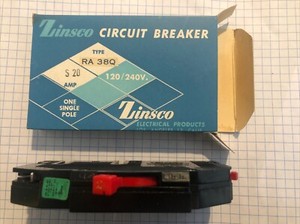 Zinsco CIRCUIT BREAKER
TYPE
RA 38Q
S 20
AMP
120/240V.
ONE
SINGLE
POLE
Zinsco
ELECTRICAL PRODUCTS